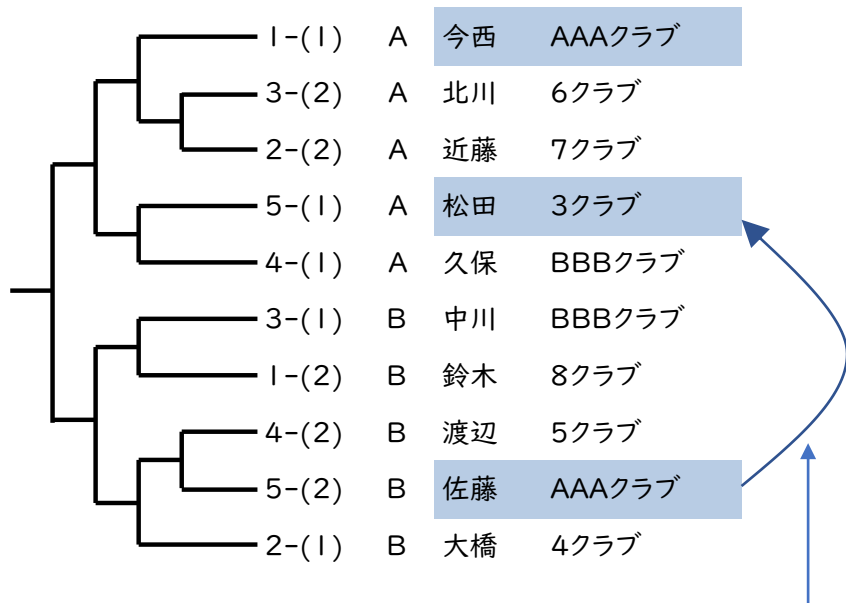 1-(1) A 今西 AAAクラブ
3-(2) A 北川 6クラブ
2-(2) A 近藤 7クラブ
5-(1) A 松田 3クラブ
4-(1) A 久保 BBBクラブ
3-(1) B 中川 BBBクラブ
1-(2) B 鈴木 8クラブ
4-(2) B 渡辺 5クラブ
5-(2) B 佐藤 AAAクラブ
2-(1) B 大橋 4クラブ